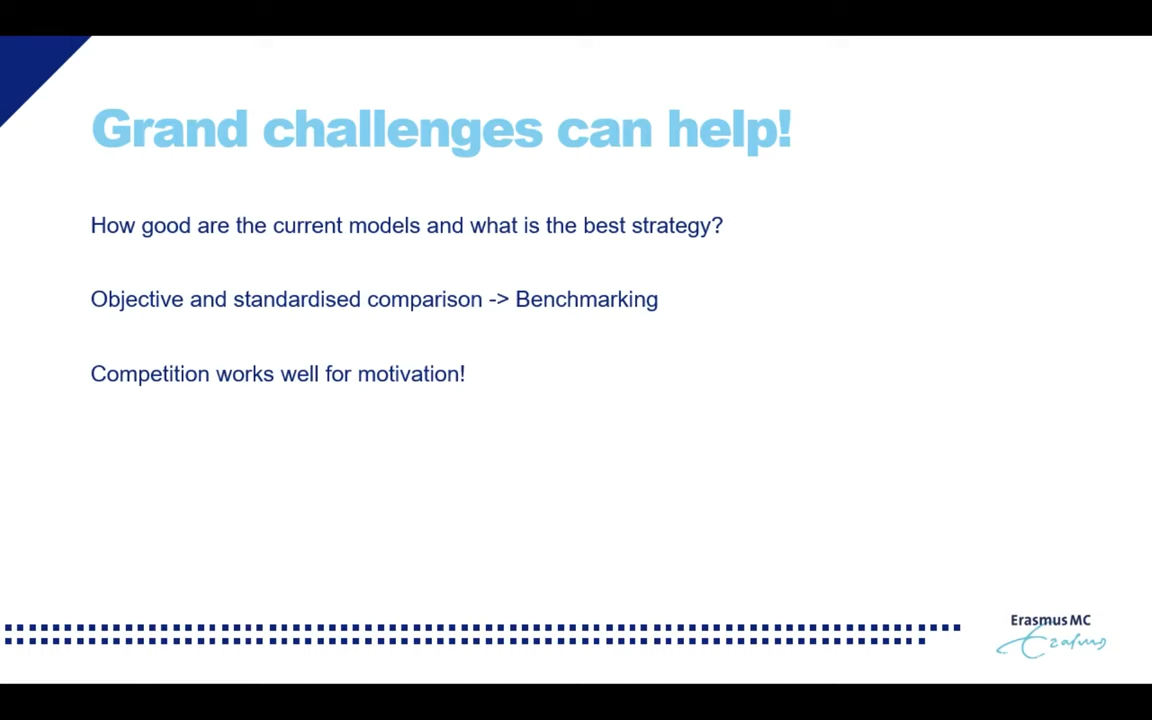 Grand challenges can help!
How good are the current models and what is the best strategy?
Objective and standardised comparison -> Benchmarking
Competition works well for motivation!
Erasmus MC
Erasmus